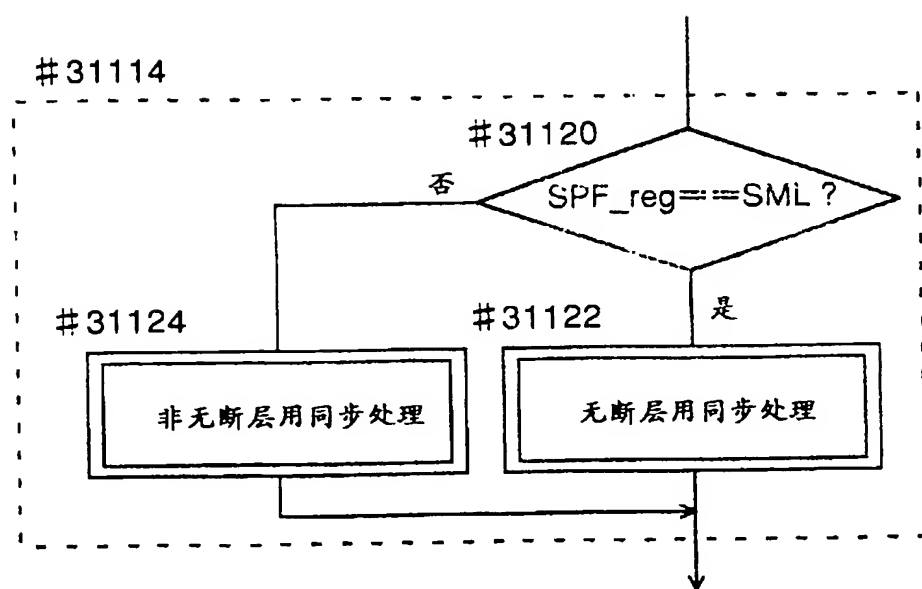 #31114
#31120
否
SPF_reg===SML?
是
#31124
#31122
非无断层用同步处理
无断层用同步处理